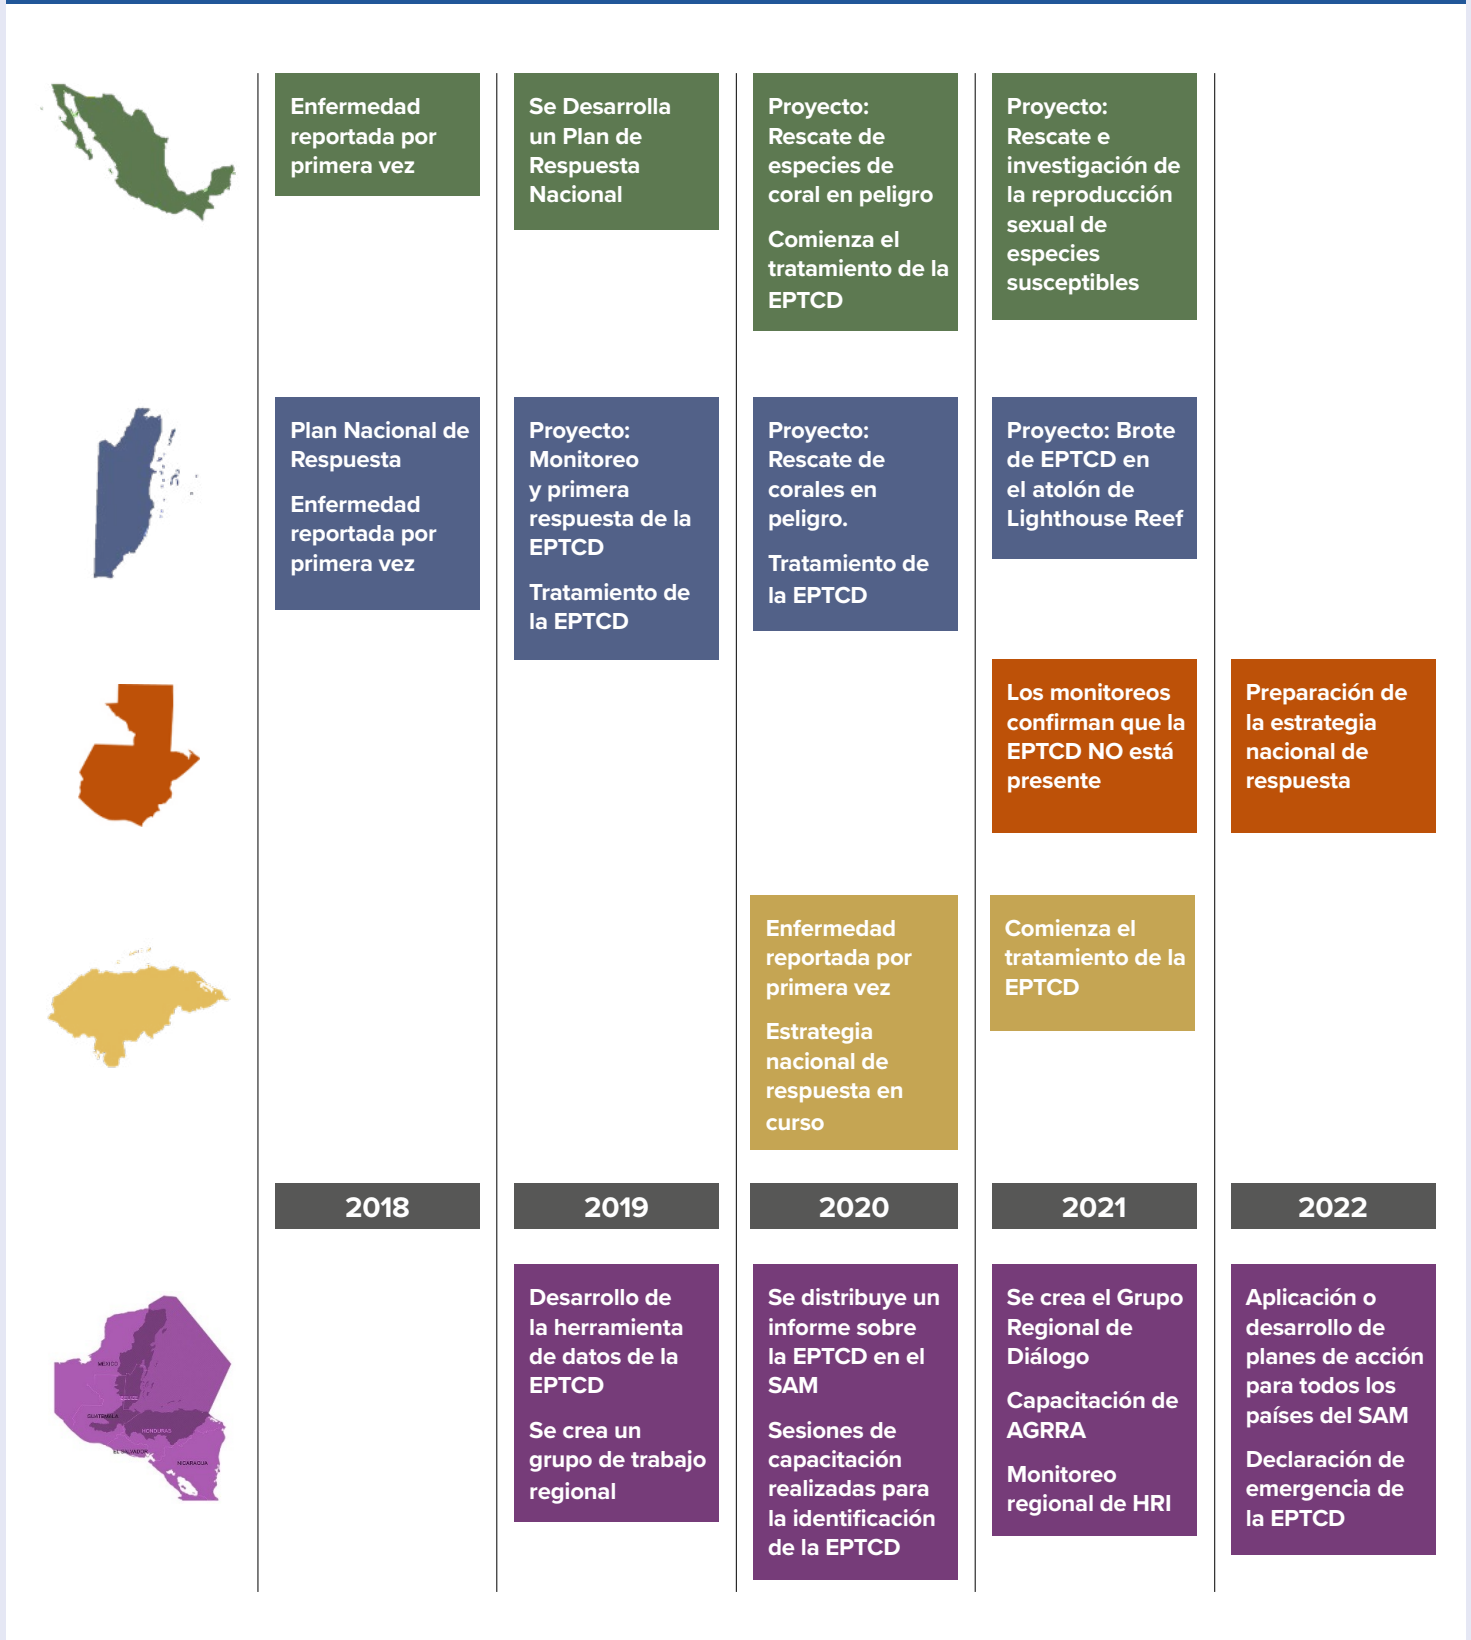 Enfermedad
reportada por
primera vez
Se Desarrolla
un Plan de
Respuesta
Nacional
Proyecto:
Rescate de
especies de
coral en peligro
Comienza el
tratamiento de la
EPTCD
Proyecto:
Rescate e
investigación de
la reproducción
sexual de
especies
susceptibles
Plan Nacional de
Respuesta
Enfermedad
reportada por
primera vez
Proyecto:
Monitoreo
y primera
respuesta de la
EPTCD
Tratamiento de
la EPTCD
Proyecto:
Rescate de
corales en
peligro.
Tratamiento de
la EPTCD
Proyecto: Brote
de EPTCD en
el atolón de
Lighthouse Reef
Los monitoreos
confirman que la
EPTCD NO está
presente
Preparación de
la estrategia
nacional de
respuesta
Enfermedad
reportada por
primera vez
Estrategia
nacional de
respuesta en
curso
Comienza el
tratamiento de la
EPTCD
2018
2019
2020
2021
2022
MEXICO
GUATEMALA
HONDURAS
EL SALVADOR
NICARAGUA
Desarrollo de
la herramienta
de datos de la
EPTCD
Se crea un
grupo de trabajo
regional
Se distribuye un
informe sobre
la EPTCD en el
SAM
Sesiones de
capacitación
realizadas para
la identificación
de la EPTCD
Se crea el Grupo
Regional de
Diálogo
Capacitación de
AGRRA
Monitoreo
regional de HRI
Aplicación o
desarrollo de
planes de acción
para todos los
países del SAM
Declaración de
emergencia de
la EPTCD